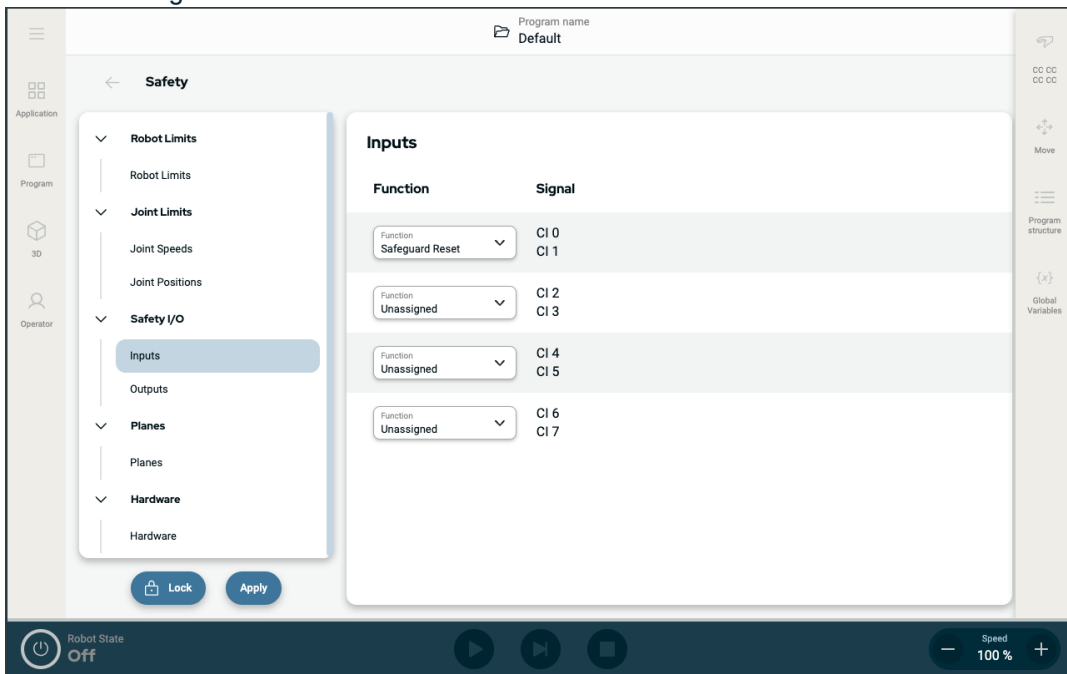 Program name
Default
Application
Program
3D
Operator
Safety
Robot Limits
Robot Limits
Joint Limits
Joint Speeds
Joint Positions
Safety I/O
Inputs
Outputs
Planes
Planes
Hardware
Hardware
Lock
Apply
Inputs
Function Signal
Function
Safeguard Reset
CI 0
CI 1
Function
Unassigned
CI 2
CI 3
Function
Unassigned
CI 4
CI 5
Function
Unassigned
CI 6
CI 7
CC CC
CC CC
Move
Program
structure
{x}
Global
Variables
Robot State
Off
Speed
100 %